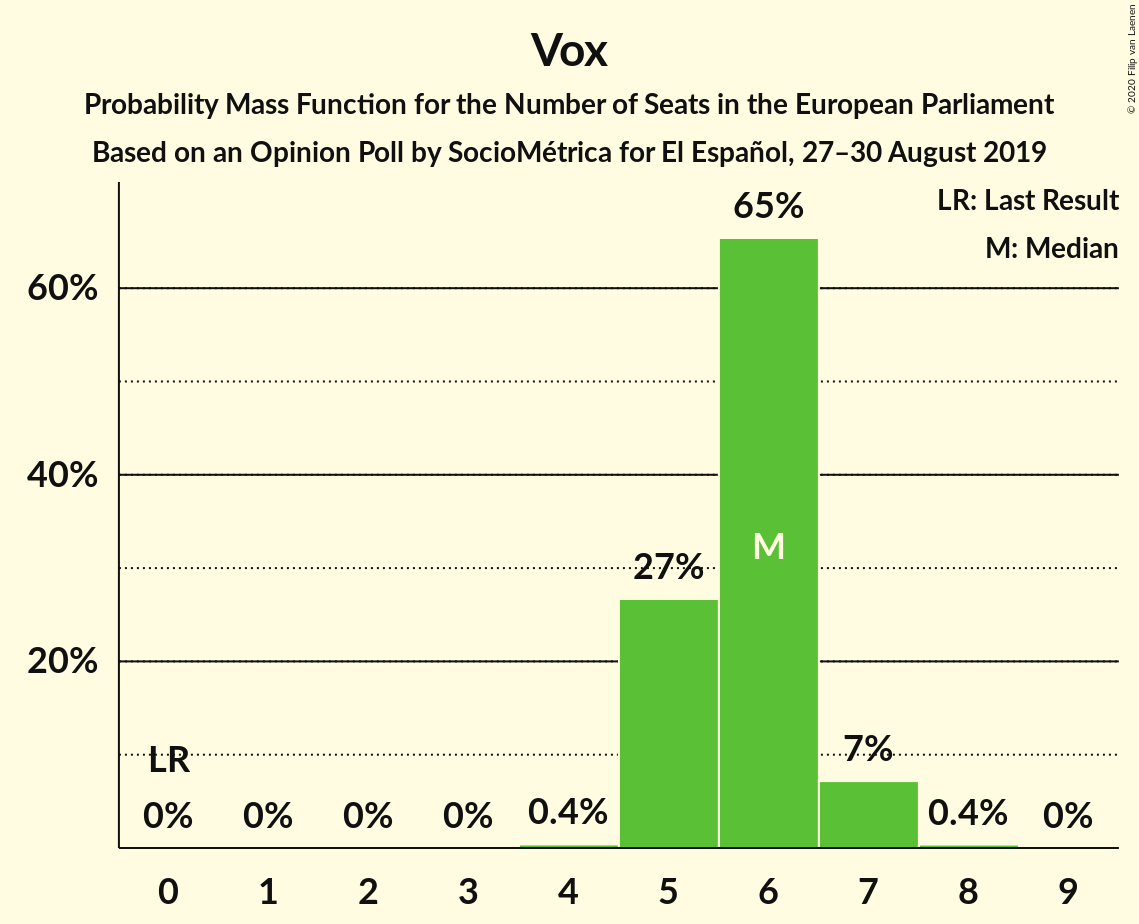 Vox
Probability Mass Function for the Number of Seats in the European Parliament
Based on an Opinion Poll by SocioMétrica for El Español, 27–30 August 2019
© 2020 Filip van Laenen
LR: Last Result
M: Median
60%
40%
20%
LR
0%
0%
0%
0%
0.4%
27%
65%
M
7%
0.4%
0%
0 1 2 3 4 5 6 7 8 9